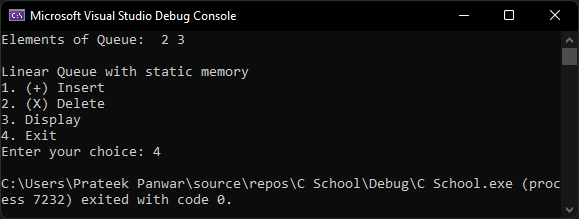 Microsoft Visual Studio Debug Console
Elements of Queue:  2 3
Linear Queue with static memory
1. (+) Insert
2. (X) Delete
3. Display
4. Exit
Enter your choice: 4
C:\Users\Prateek Panwar\source\repos\C School\Debug\C School.exe (proc
ess 7232) exited with code 0.